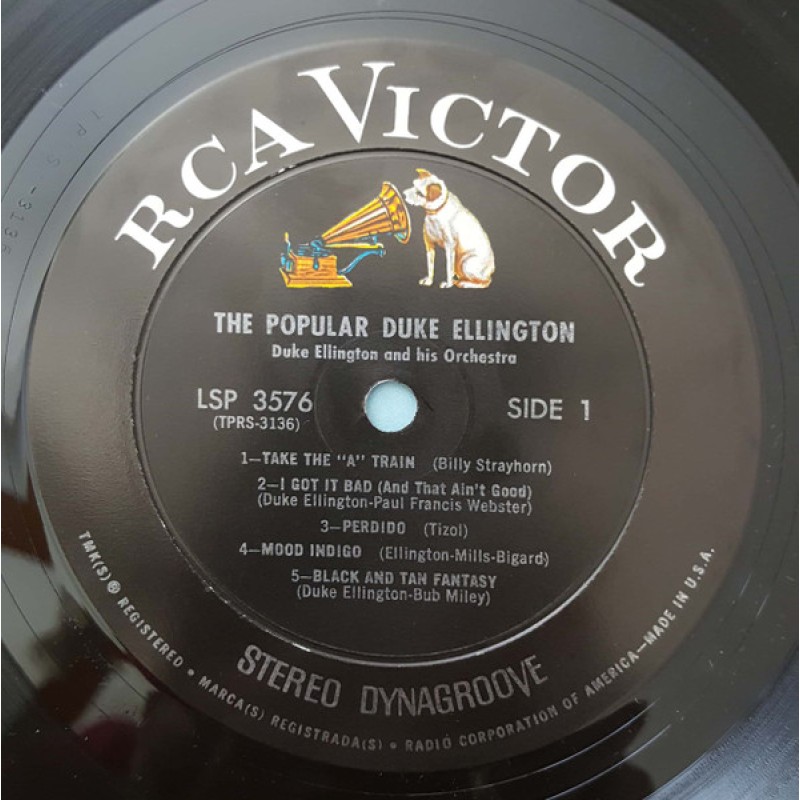 RCA VICTOR
THE POPULAR DUKE ELLINGTON
Duke Ellington and his Orchestra
LSP 3576
(TPRS-3136)
SIDE 1
1—TAKE THE "A" TRAIN (Billy Strayhorn)
2—I GOT IT BAD (And That Ain't Good)
(Duke Ellington-Paul Francis Webster)
3—PERDIDO (Tizol)
4—MOOD INDIGO (Ellington-Mills-Bigard)
5—BLACK AND TAN FANTASY
(Duke Ellington-Bub Miley)
STEREO DYNAGROOVE
TMK(S) ® REGISTERED • MARCA(S) REGISTRADA(S) • RADIO CORPORATION OF AMERICA—MADE IN U.S.A.